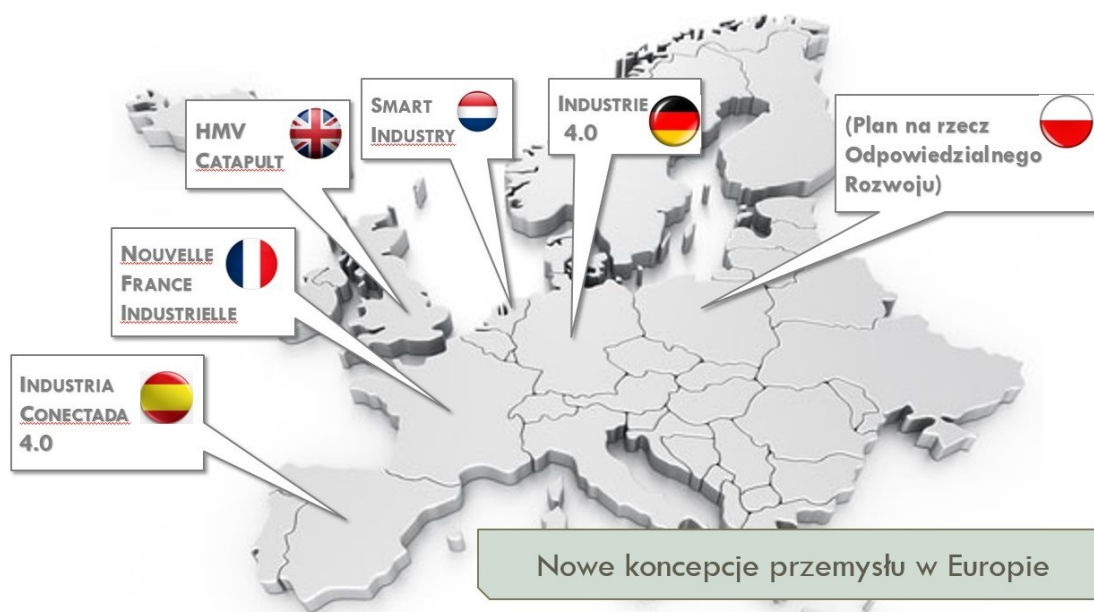 HMV
CATAPULT
SMART
INDUSTRY
INDUSTRIE
4.0
(Plan na rzecz
Odpowiedzialnego
Rozwoju)
NOUVELLE
FRANCE
INDUSTRIELLE
INDUSTRIA
CONECTADA
4.0
Nowe koncepcje przemysłu w Europie